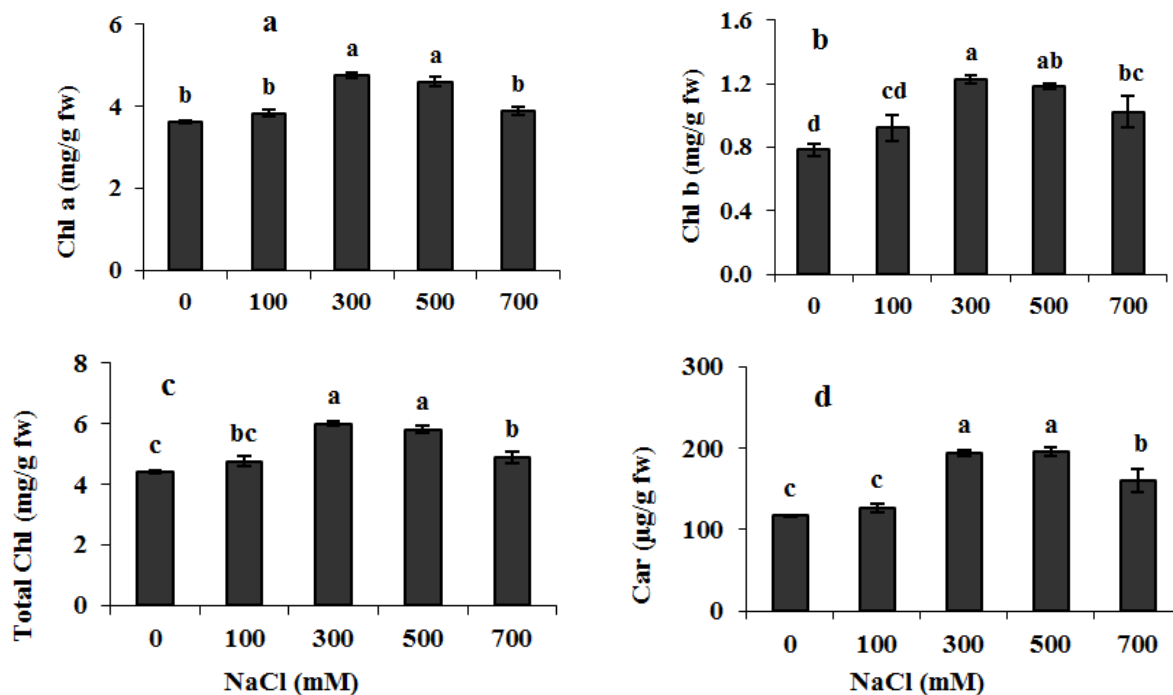 a
Chl a (mg/g fw)
6
4
2
0
b
b
a
a
b
0 100 300 500 700
b
Chl b (mg/g fw)
1.6
1.2
0.8
0.4
0.0
d
cd
a
ab
bc
0 100 300 500 700
c
Total Chl (mg/g fw)
8
6
4
2
0
c
bc
a
a
b
0 100 300 500 700
NaCl (mM)
d
Car (µg/g fw)
300
200
100
0
c
c
a
a
b
0 100 300 500 700
NaCl (mM)